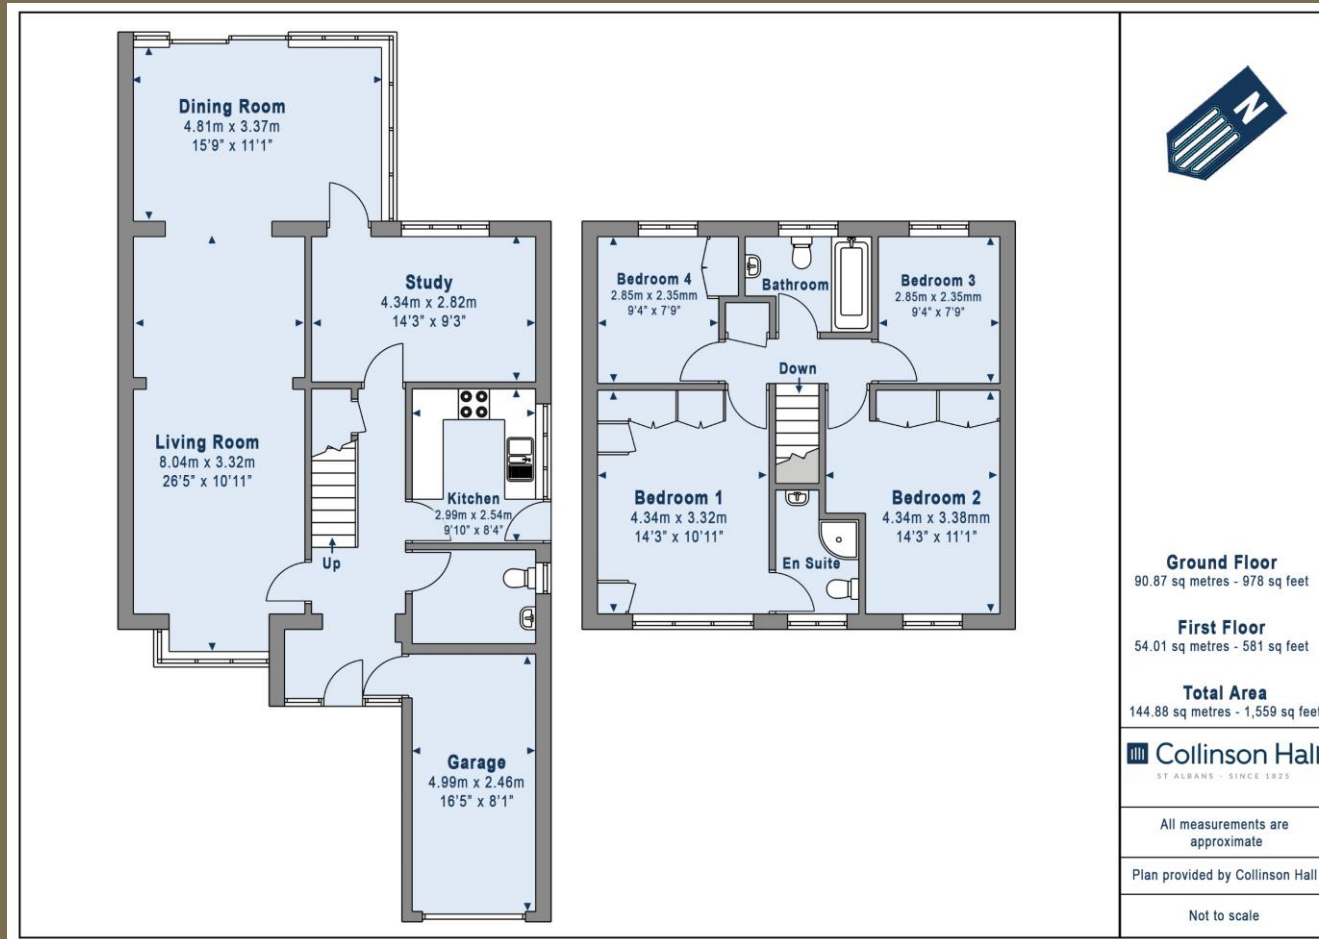 Dining Room
4.81m x 3.37m
15'9" x 11'1"
Study
4.34m x 2.82m
14'3" x 9'3"
Living Room
8.04m x 3.32m
26'5" x 10'11"
Kitchen
2.99m x 2.54m
9'10" x 8'4"
Up
Garage
4.99m x 2.46m
16'5" x 8'1"
Bedroom 4
2.85m x 2.35mm
9'4" x 7'9"
Bathroom
Bedroom 3
2.85m x 2.35mm
9'4" x 7'9"
Down
Bedroom 1
4.34m x 3.32m
14'3" x 10'11"
Bedroom 2
4.34m x 3.38mm
14'3" x 11'1"
En Suite
N
Ground Floor
90.87 sq metres - 978 sq feet
First Floor
54.01 sq metres - 581 sq feet
Total Area
144.88 sq metres - 1,559 sq feet
Collinson Hall
ST ALBANS - SINCE 1825
All measurements are
approximate
Plan provided by Collinson Hall
Not to scale